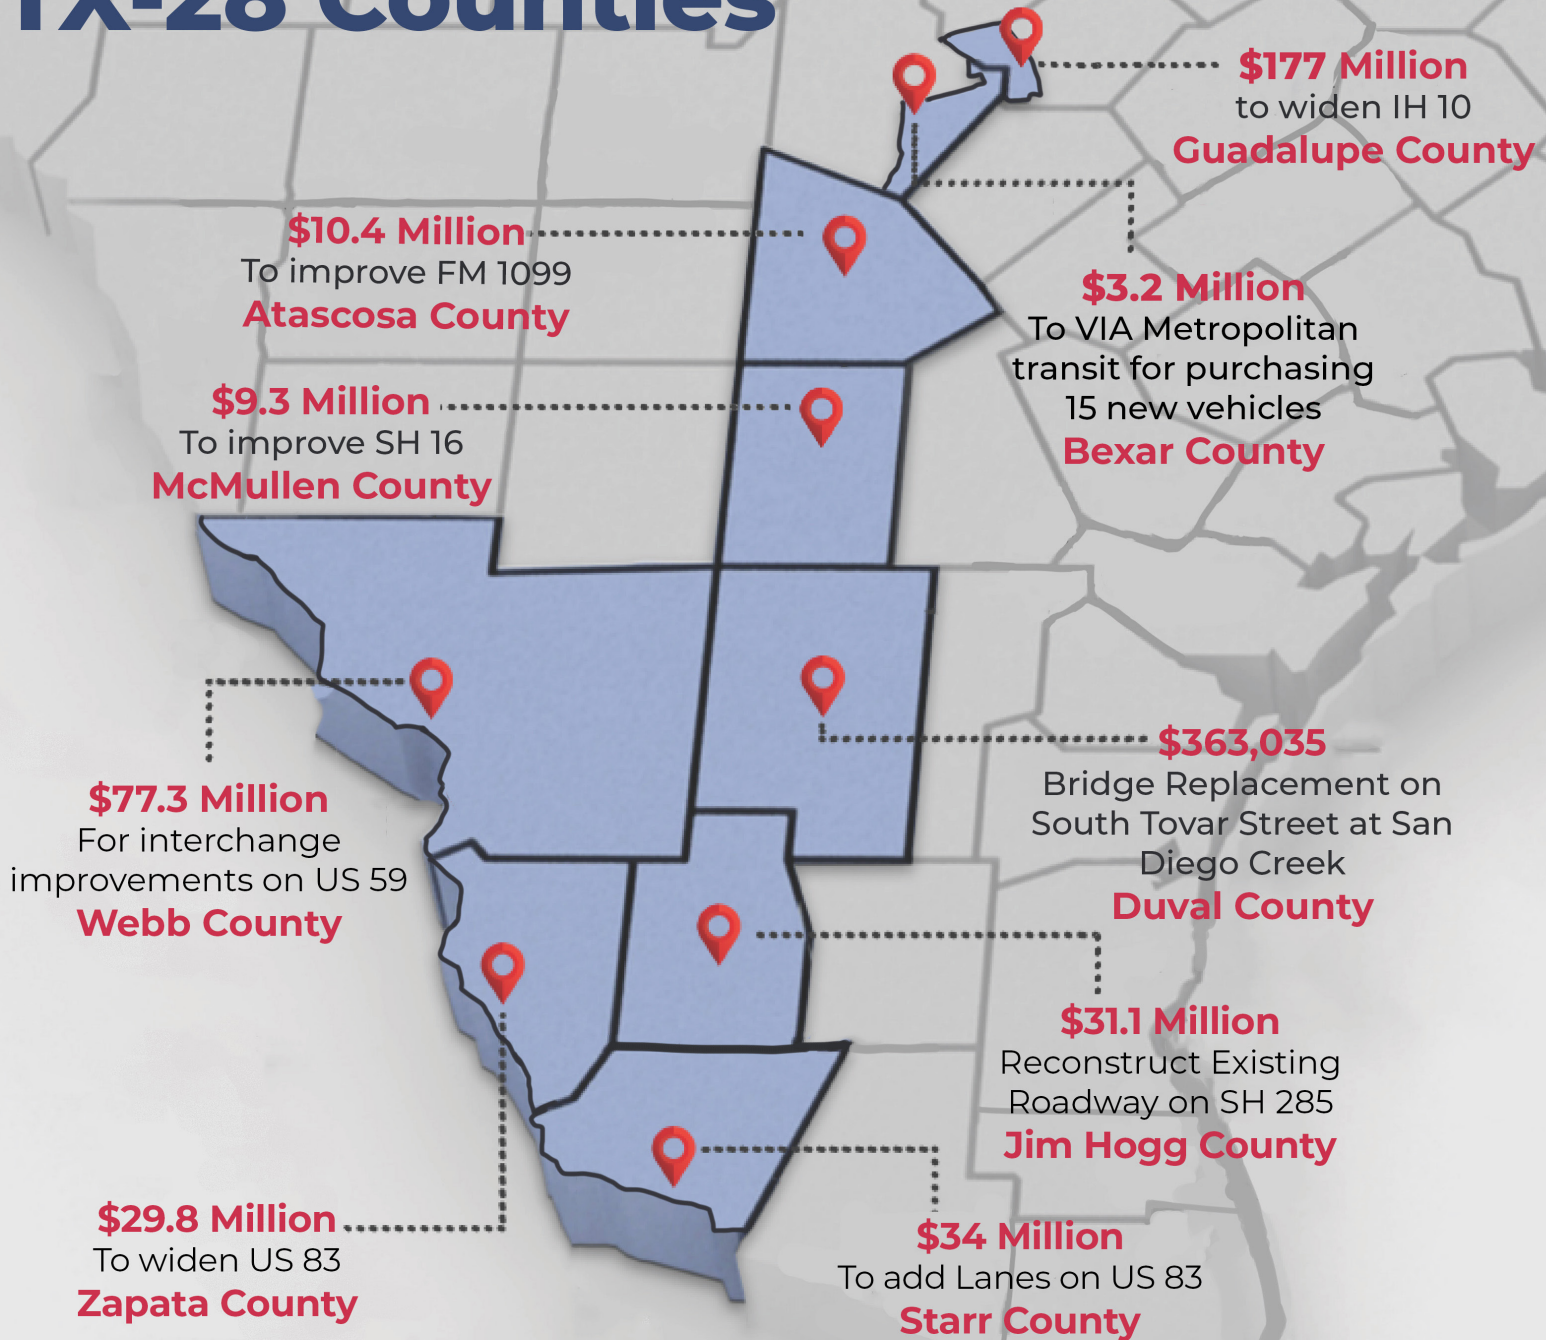 TX-28 Counties
$177 Million
to widen IH 10
Guadalupe County
$10.4 Million
To improve FM 1099
Atascosa County
$3.2 Million
To VIA Metropolitan
transit for purchasing
15 new vehicles
Bexar County
$9.3 Million
To improve SH 16
McMullen County
$363,035
Bridge Replacement on
South Tovar Street at San
Diego Creek
Duval County
$77.3 Million
For interchange
improvements on US 59
Webb County
$31.1 Million
Reconstruct Existing
Roadway on SH 285
Jim Hogg County
$29.8 Million
To widen US 83
Zapata County
$34 Million
To add Lanes on US 83
Starr County